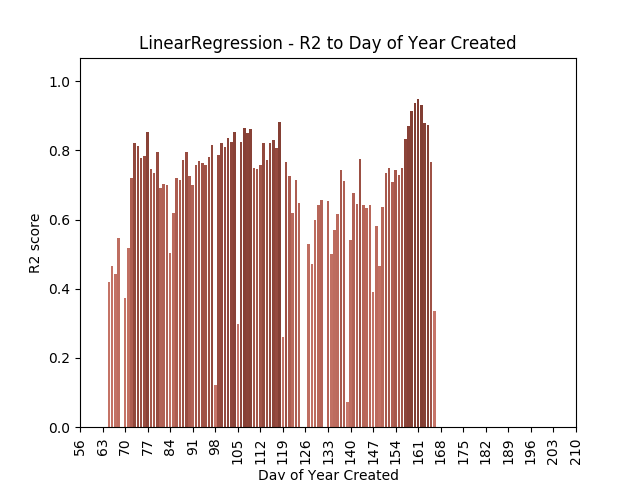 LinearRegression - R2 to Day of Year Created
1.0
0.8
0.6
0.4
0.2
0.0
R2 score
56 63 70 77 84 91 98 105 112 119 126 133 140 147 154 161 168 175 182 189 196 203 210
Day of Year Created